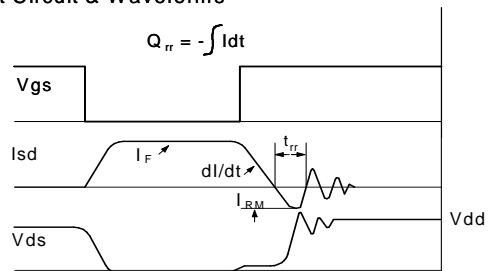 t Circuit & Waveforms
Q rr = - ∫ Idt
Vgs
Isd
I F
dI/dt
t rr
I RM
Vdd
Vds